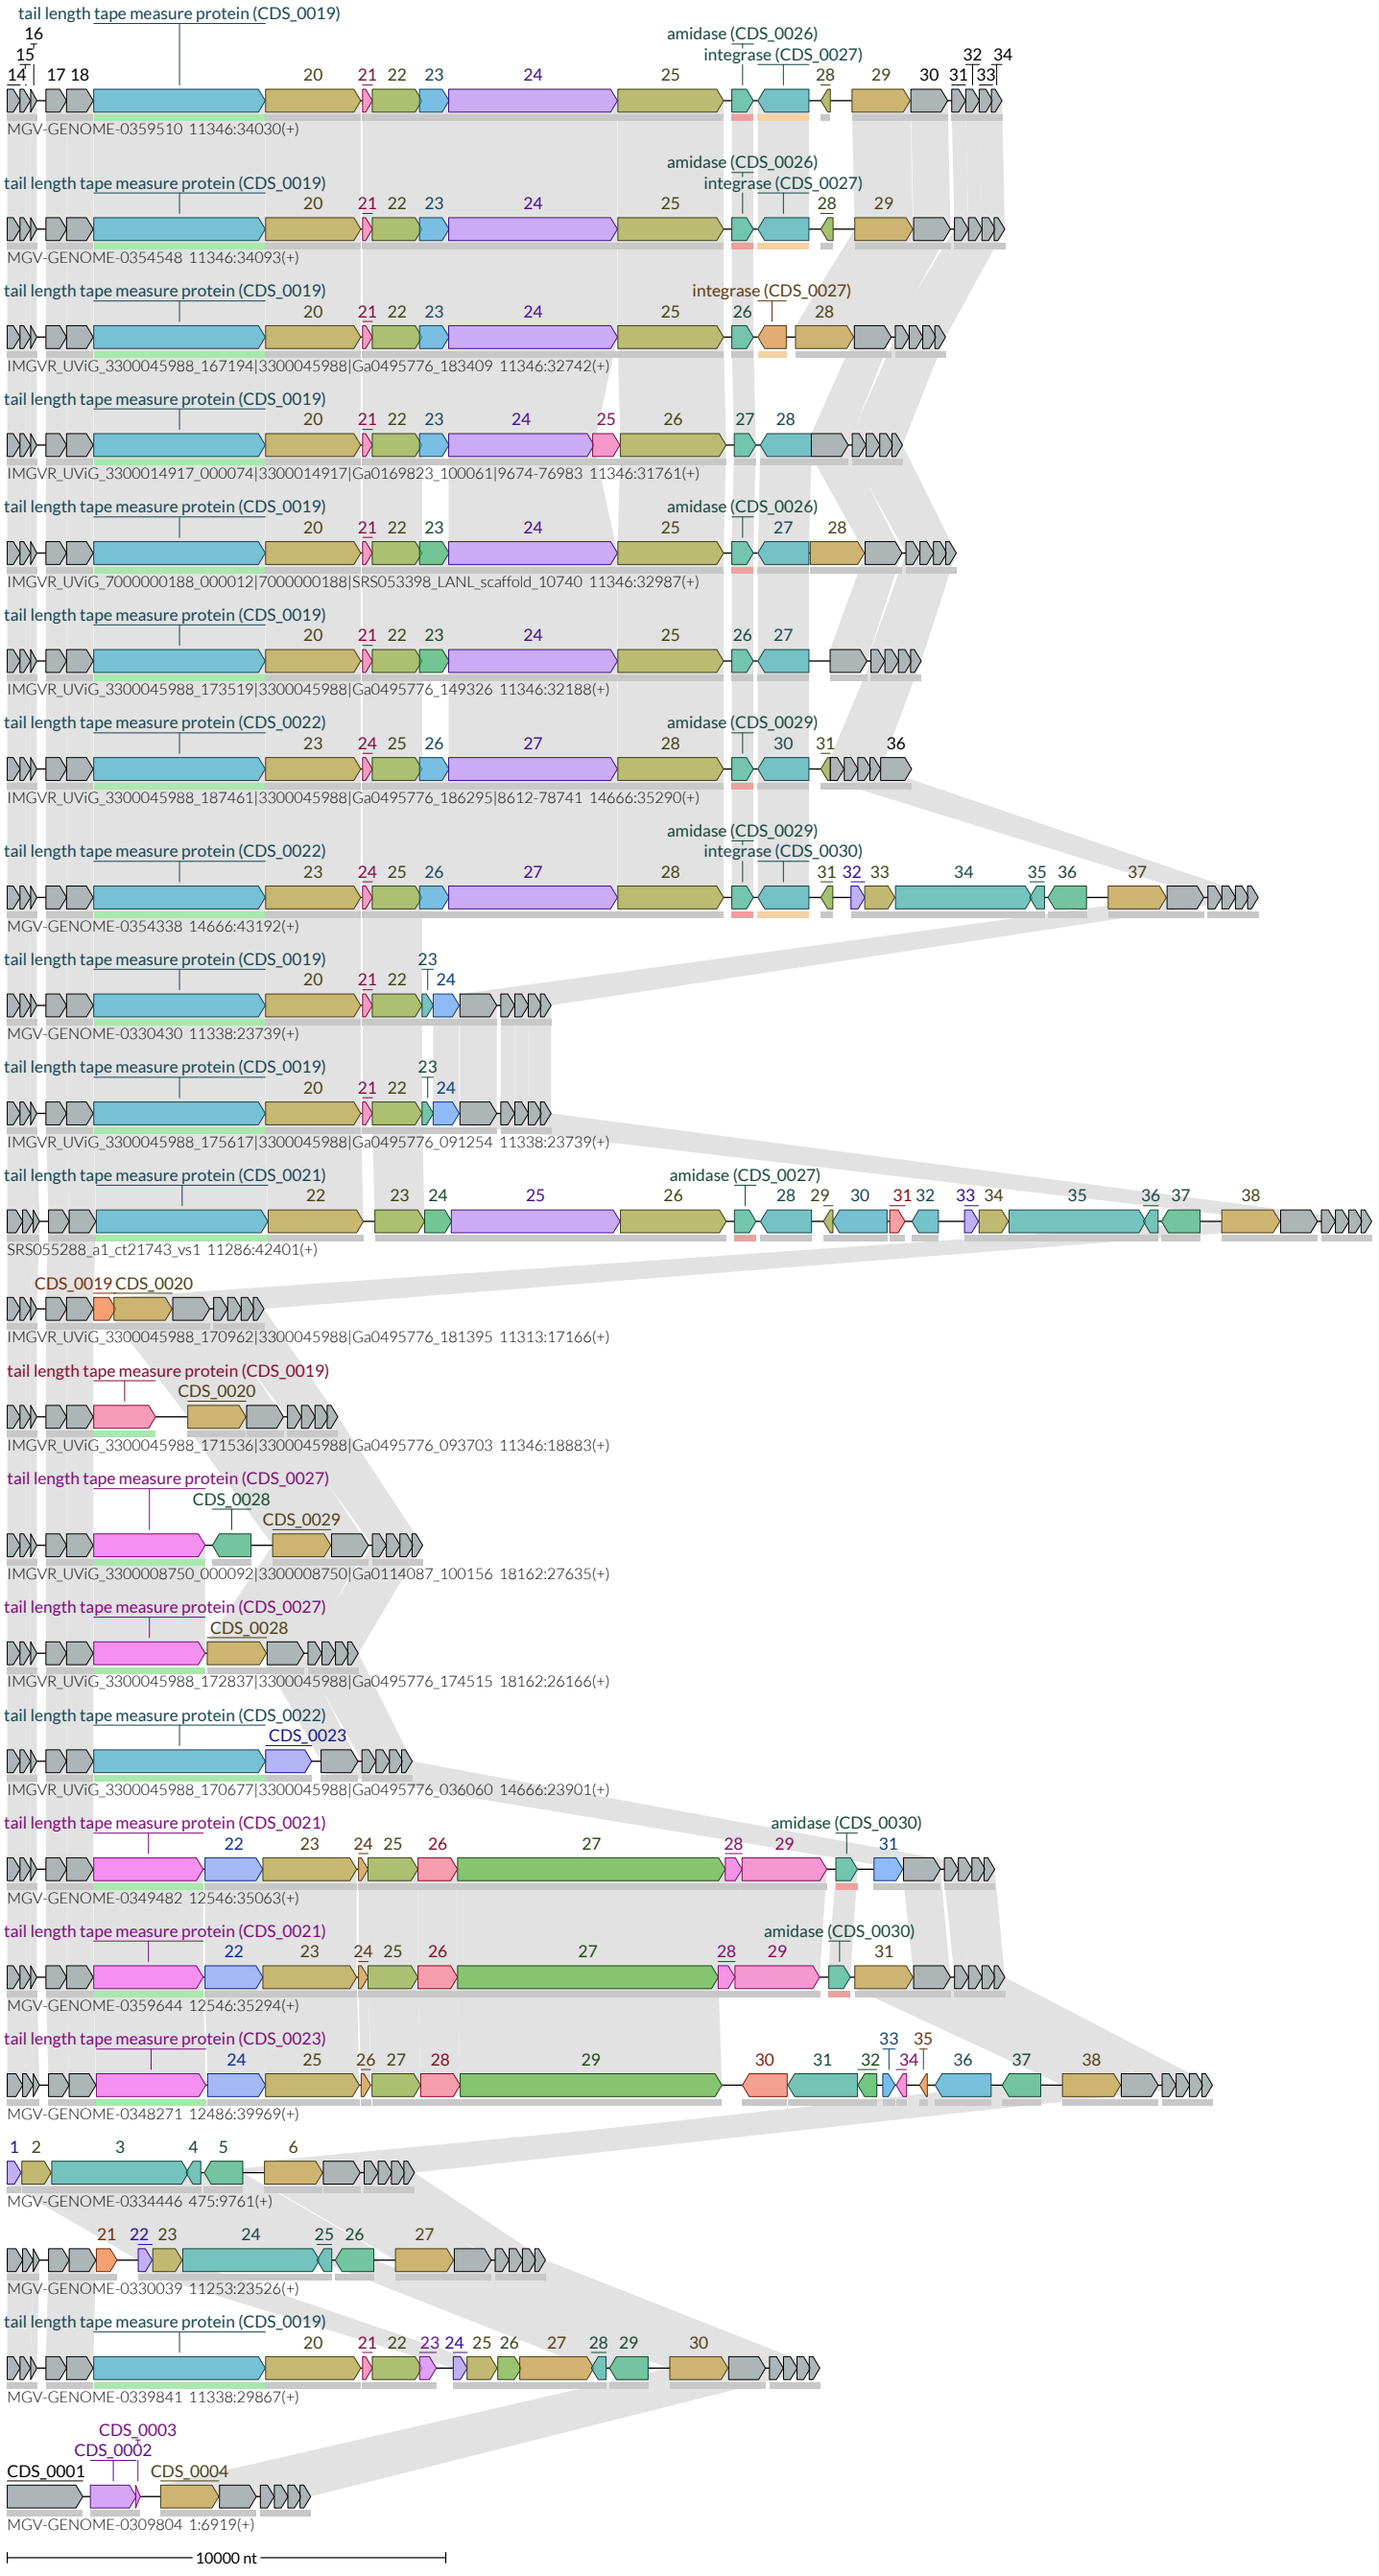 tail length tape measure protein (CDS_0019)
16 amidase (CDS_0026)
15 integrase (CDS_0027) 32 34
14 17 18 20 21 22 23 24 25 28 29 30 31 33
MGV-GENOME-0359510 11346:34030(+)
amidase (CDS_0026)
tail length tape measure protein (CDS_0019) integrase (CDS_0027)
20 21 22 23 24 25 28 29
MGV-GENOME-0354548 11346:34093(+)
tail length tape measure protein (CDS_0019) integrase (CDS_0027)
20 21 22 23 24 25 26 28
IMGVR_UViG_3300045988_167194|3300045988|Ga0495776_183409 11346:32742(+)
tail length tape measure protein (CDS_0019)
20 21 22 23 24 25 26 27 28
IMGVR_UViG_3300014917_000074|3300014917|Ga0169823_100061|9674-76983 11346:31761(+)
tail length tape measure protein (CDS_0019) amidase (CDS_0026)
20 21 22 23 24 25 27 28
IMGVR_UViG_7000000188_000012|7000000188|SRS053398_LANL_scaffold_10740 11346:32987(+)
tail length tape measure protein (CDS_0019)
20 21 22 23 24 25 26 27
IMGVR_UViG_3300045988_173519|3300045988|Ga0495776_149326 11346:32188(+)
tail length tape measure protein (CDS_0022) amidase (CDS_0029)
23 24 25 26 27 28 30 31 36
IMGVR_UViG_3300045988_187461|3300045988|Ga0495776_186295|8612-78741 14666:35290(+)
amidase (CDS_0029)
tail length tape measure protein (CDS_0022) integrase (CDS_0030)
23 24 25 26 27 28 31 32 33 34 35 36 37
MGV-GENOME-0354338 14666:43192(+)
tail length tape measure protein (CDS_0019) 23
20 21 22 24
MGV-GENOME-0330430 11338:23739(+)
tail length tape measure protein (CDS_0019) 23
20 21 22 24
IMGVR_UViG_3300045988_175617|3300045988|Ga0495776_091254 11338:23739(+)
tail length tape measure protein (CDS_0021) amidase (CDS_0027)
22 23 24 25 26 28 29 30 31 32 33 34 35 36 37 38
SRS055288_a1_ct21743_vs1 11286:42401(+)
CDS_0019 CDS_0020
IMGVR_UViG_3300045988_170962|3300045988|Ga0495776_181395 11313:17166(+)
tail length tape measure protein (CDS_0019)
CDS_0020
IMGVR_UViG_3300045988_171536|3300045988|Ga0495776_093703 11346:18883(+)
tail length tape measure protein (CDS_0027)
CDS_0028
CDS_0029
IMGVR_UViG_3300008750_000092|3300008750|Ga0114087_100156 18162:27635(+)
tail length tape measure protein (CDS_0027)
CDS_0028
IMGVR_UViG_3300045988_172837|3300045988|Ga0495776_174515 18162:26166(+)
tail length tape measure protein (CDS_0022)
CDS_0023
IMGVR_UViG_3300045988_170677|3300045988|Ga0495776_036060 14666:23901(+)
tail length tape measure protein (CDS_0021) amidase (CDS_0030)
22 23 24 25 26 27 28 29 31
MGV-GENOME-0349482 12546:35063(+)
tail length tape measure protein (CDS_0021) amidase (CDS_0030)
22 23 24 25 26 27 28 29 31
MGV-GENOME-0359644 12546:35294(+)
tail length tape measure protein (CDS_0023) 33 35
24 25 26 27 28 29 30 31 32 34 36 37 38
MGV-GENOME-0348271 12486:39969(+)
1 2 3 4 5 6
MGV-GENOME-0334446 475:9761(+)
21 22 23 24 25 26 27
MGV-GENOME-0330039 11253:23526(+)
tail length tape measure protein (CDS_0019)
20 21 22 23 24 25 26 27 28 29 30
MGV-GENOME-0339841 11338:29867(+)
CDS_0003
CDS_0002
CDS_0001 CDS_0004
MGV-GENOME-0309804 1:6919(+)
10000 nt